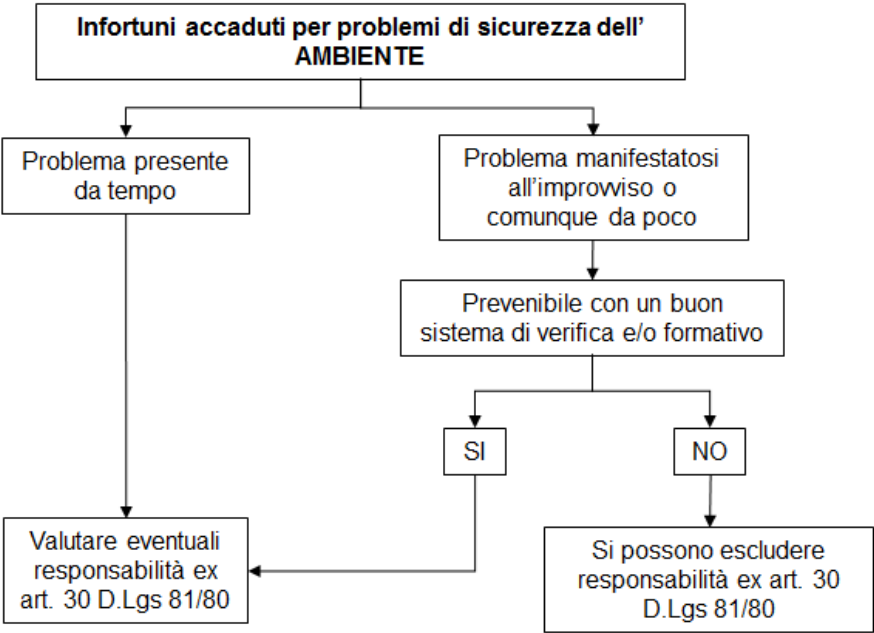 Infortuni accaduti per problemi di sicurezza dell'
AMBIENTE
Problema presente
da tempo
Problema manifestatosi
all'improvviso o
comunque da poco
Prevenibile con un buon
sistema di verifica e/o formativo
SI
NO
Valutare eventuali
responsabilità ex
art. 30 D.Lgs 81/80
Si possono escludere
responsabilità ex art. 30
D.Lgs 81/80